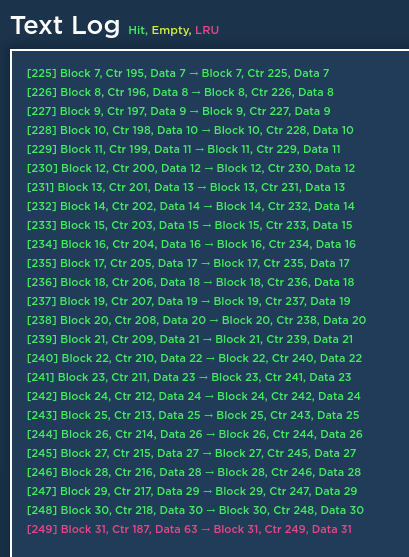 Text Log Hit, Empty, LRU
[225] Block 7, Ctr 195, Data 7 → Block 7, Ctr 225, Data 7
[226] Block 8, Ctr 196, Data 8 → Block 8, Ctr 226, Data 8
[227] Block 9, Ctr 197, Data 9 → Block 9, Ctr 227, Data 9
[228] Block 10, Ctr 198, Data 10 → Block 10, Ctr 228, Data 10
[229] Block 11, Ctr 199, Data 11 → Block 11, Ctr 229, Data 11
[230] Block 12, Ctr 200, Data 12 → Block 12, Ctr 230, Data 12
[231] Block 13, Ctr 201, Data 13 → Block 13, Ctr 231, Data 13
[232] Block 14, Ctr 202, Data 14 → Block 14, Ctr 232, Data 14
[233] Block 15, Ctr 203, Data 15 → Block 15, Ctr 233, Data 15
[234] Block 16, Ctr 204, Data 16 → Block 16, Ctr 234, Data 16
[235] Block 17, Ctr 205, Data 17 → Block 17, Ctr 235, Data 17
[236] Block 18, Ctr 206, Data 18 → Block 18, Ctr 236, Data 18
[237] Block 19, Ctr 207, Data 19 → Block 19, Ctr 237, Data 19
[238] Block 20, Ctr 208, Data 20 → Block 20, Ctr 238, Data 20
[239] Block 21, Ctr 209, Data 21 → Block 21, Ctr 239, Data 21
[240] Block 22, Ctr 210, Data 22 → Block 22, Ctr 240, Data 22
[241] Block 23, Ctr 211, Data 23 → Block 23, Ctr 241, Data 23
[242] Block 24, Ctr 212, Data 24 → Block 24, Ctr 242, Data 24
[243] Block 25, Ctr 213, Data 25 → Block 25, Ctr 243, Data 25
[244] Block 26, Ctr 214, Data 26 → Block 26, Ctr 244, Data 26
[245] Block 27, Ctr 215, Data 27 → Block 27, Ctr 245, Data 27
[246] Block 28, Ctr 216, Data 28 → Block 28, Ctr 246, Data 28
[247] Block 29, Ctr 217, Data 29 → Block 29, Ctr 247, Data 29
[248] Block 30, Ctr 218, Data 30 → Block 30, Ctr 248, Data 30
[249] Block 31, Ctr 187, Data 63 → Block 31, Ctr 249, Data 31